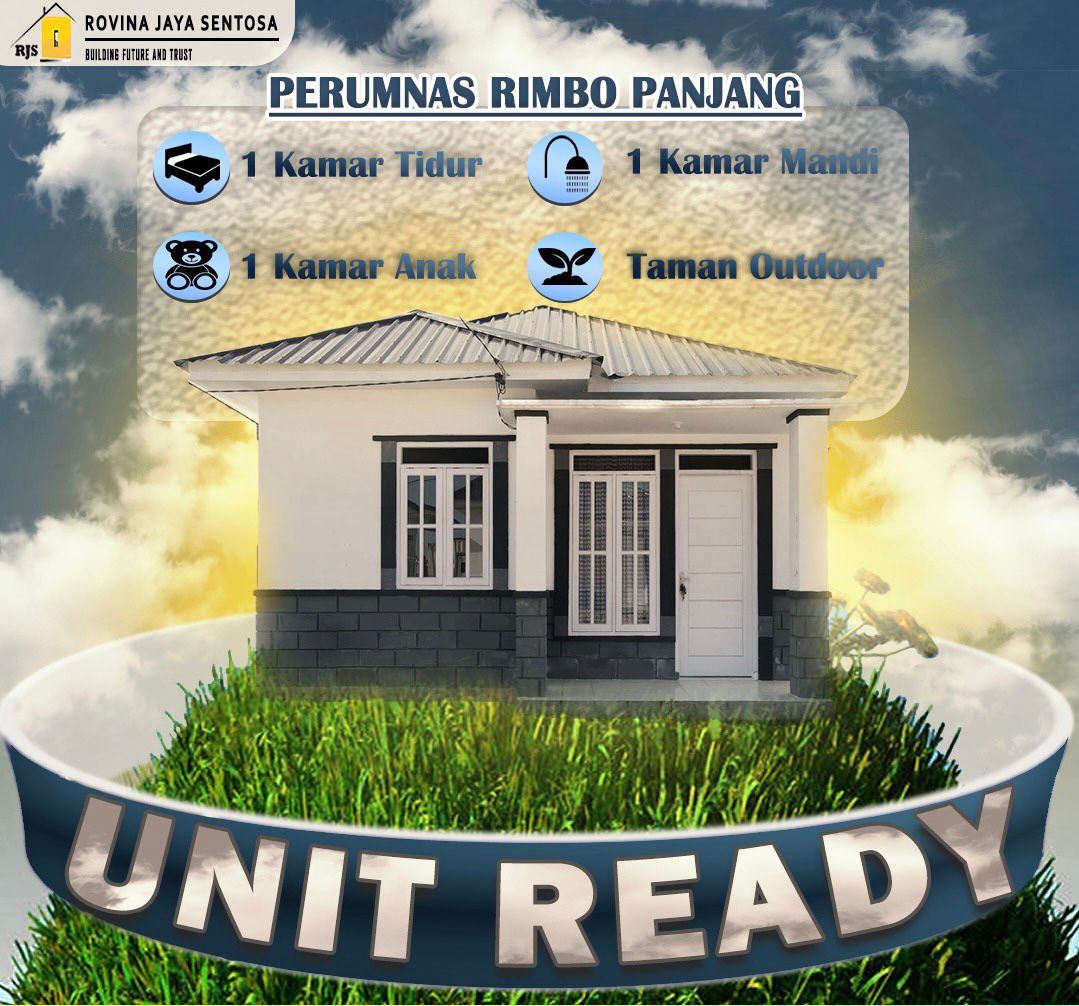 RJS
ROVINA JAYA SENTOSA
BUILDING FUTURE AND TRUST
PERUMNAS RIMBO PANJANG
1 Kamar Tidur
1 Kamar Mandi
1 Kamar Anak
Taman Outdoor
UNIT READY